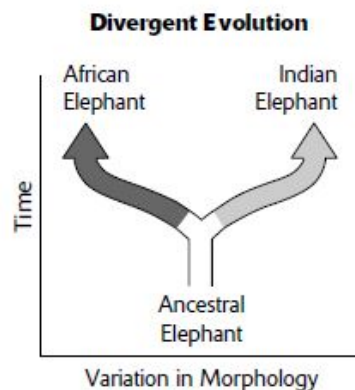 Divergent Evolution
African
Elephant
Indian
Elephant
Time
Ancestral
Elephant
Variation in Morphology